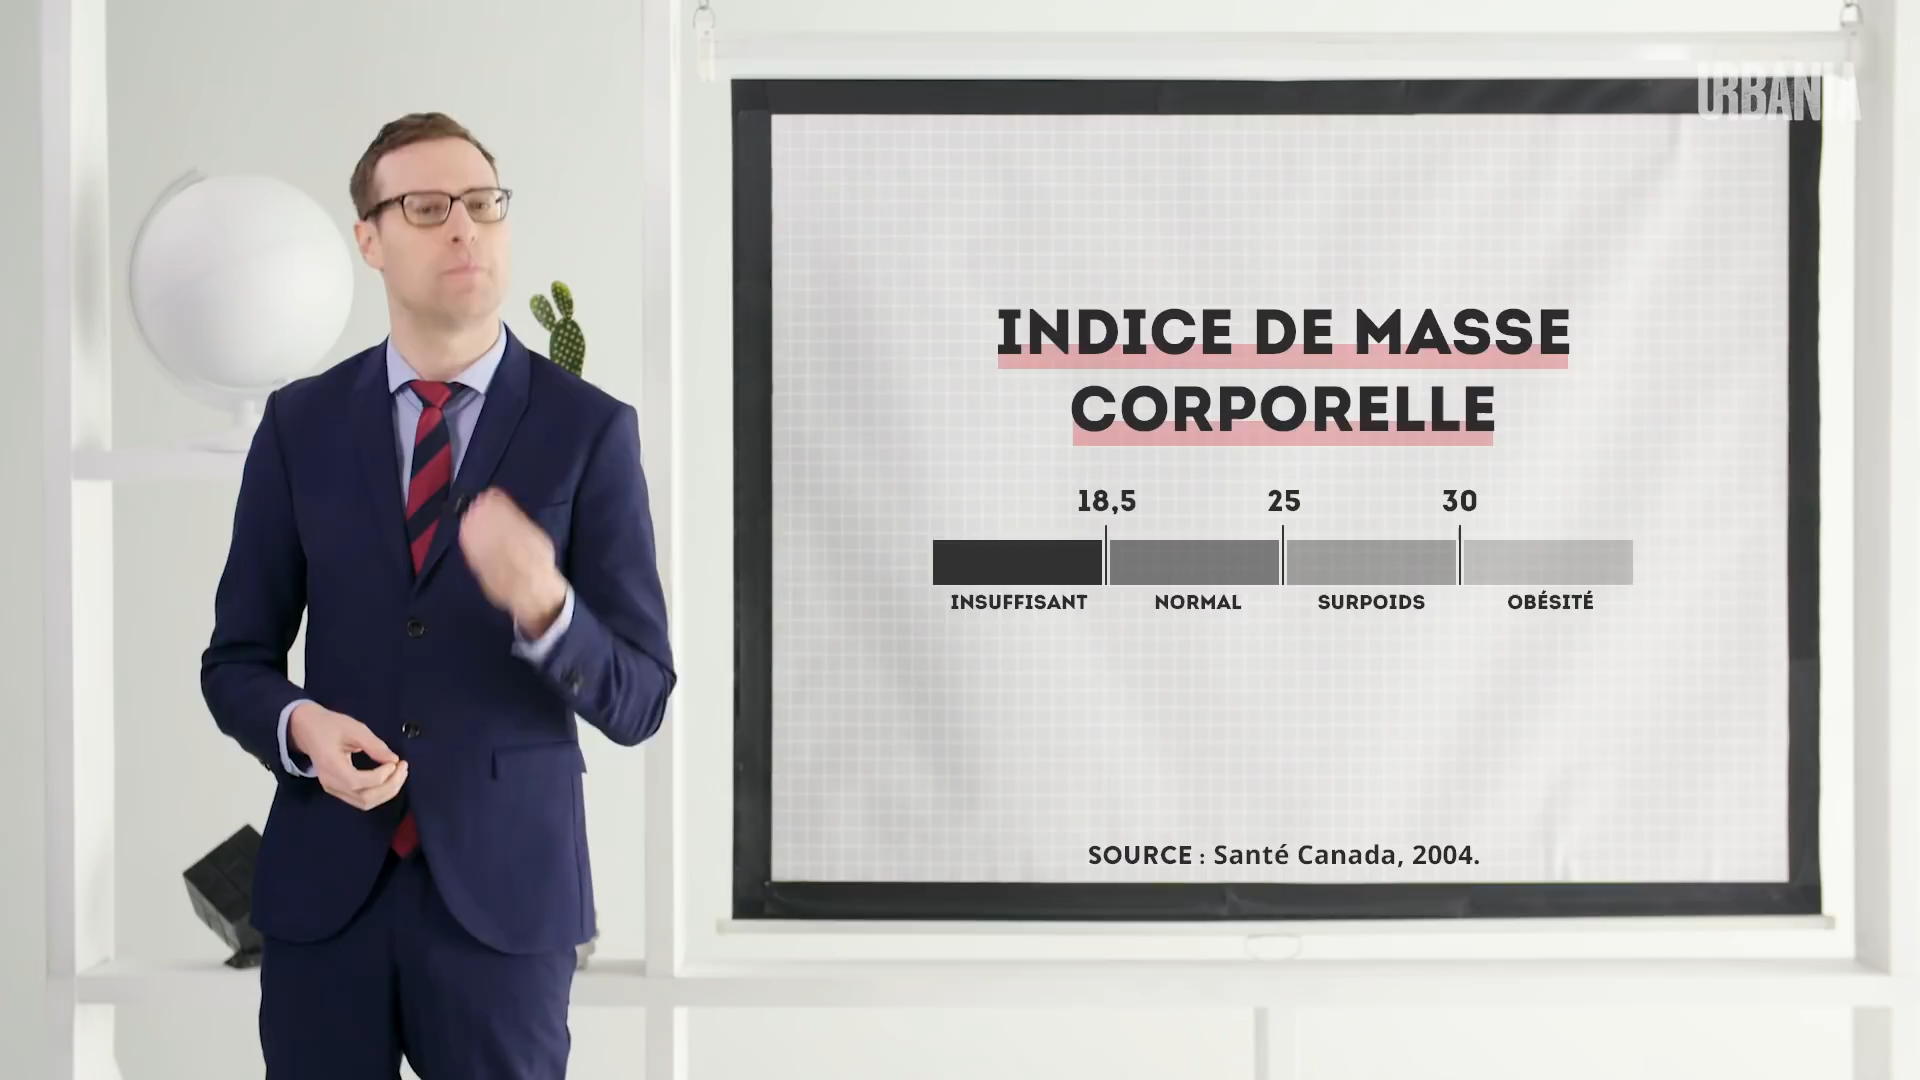 URBANIA
INDICE DE MASSE
CORPORELLE
18,5 25 30
INSUFFISANT NORMAL SURPOIDS OBÉSITÉ
SOURCE : Santé Canada, 2004.